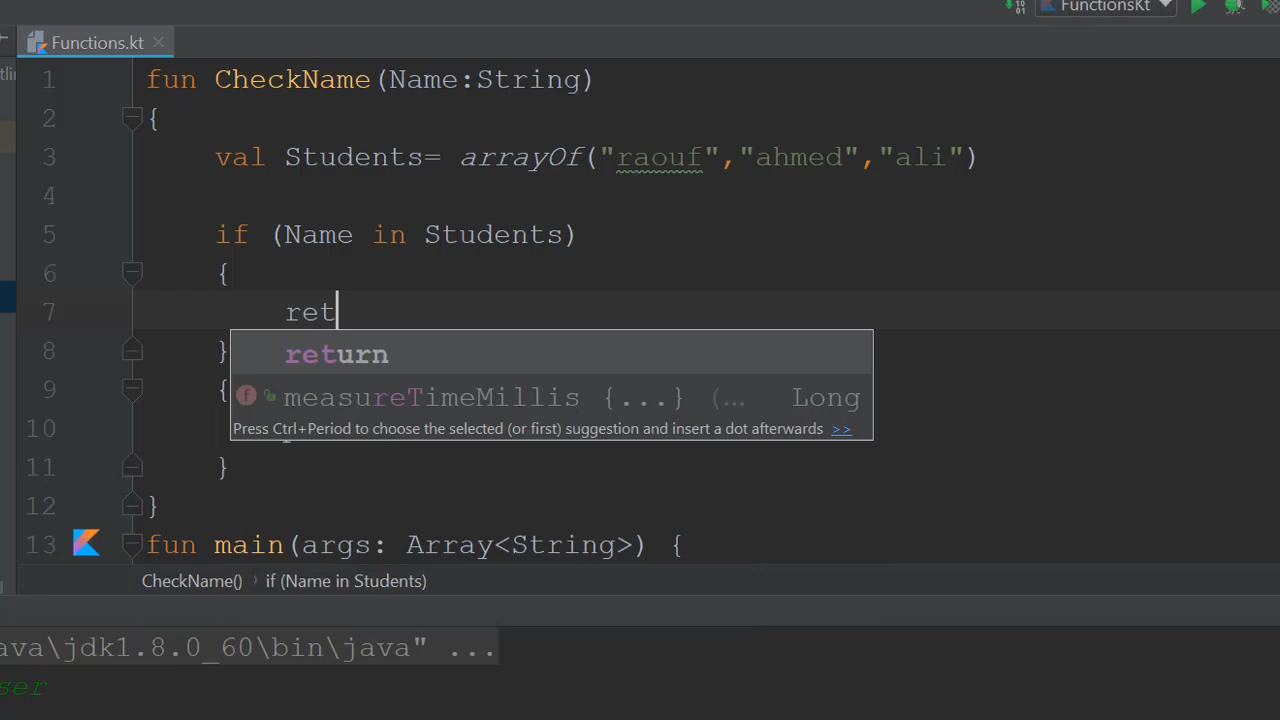 FunctionsKt
Functions.kt
tlin
1 fun CheckName(Name:String)
2 {
3 val Students= arrayOf("raouf","ahmed","ali")
4
5 if (Name in Students)
6 {
7 ret
return
8 }
9 {
measureTimeMillis {...} (... Long
10
Press Ctrl+Period to choose the selected (or first) suggestion and insert a dot afterwards >>
11 }
12 }
13 fun main(args: Array<String>) {
CheckName() › if (Name in Students)
ava\jdk1.8.0_60\bin\java" ...
ser